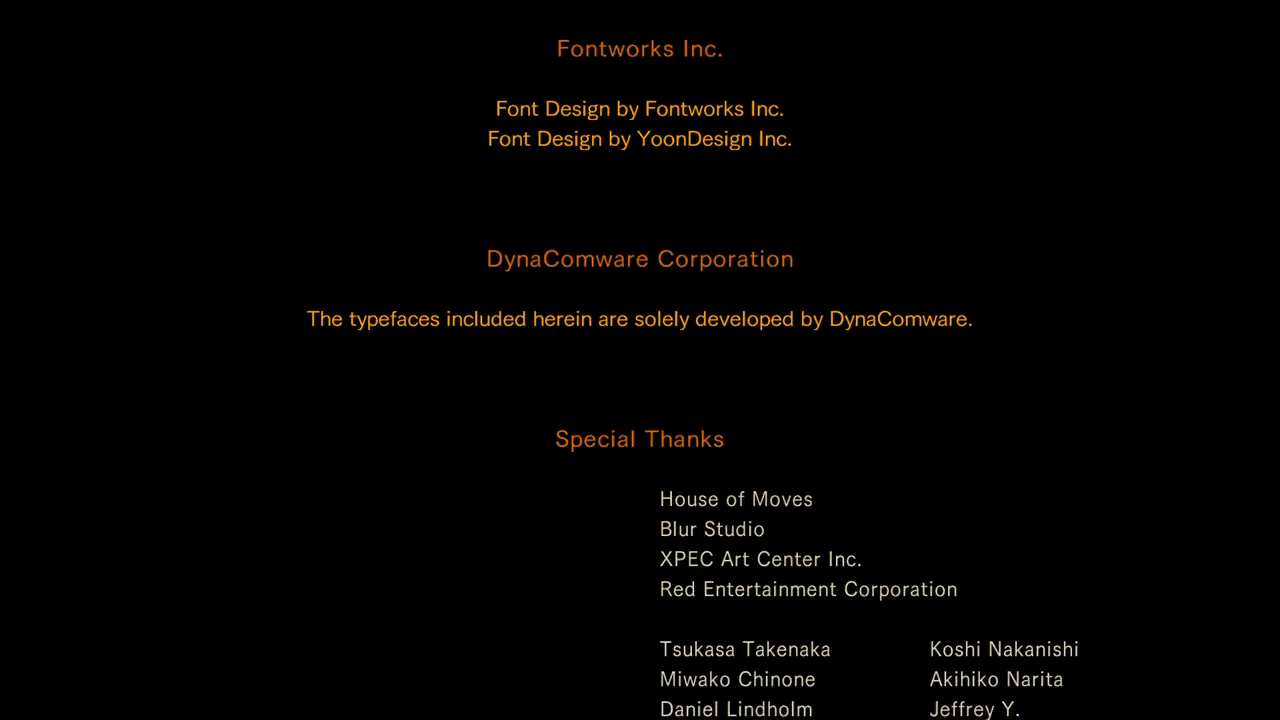 Fontworks Inc.
Font Design by Fontworks Inc.
Font Design by YoonDesign Inc.
DynaComware Corporation
The typefaces included herein are solely developed by DynaComware.
Special Thanks
House of Moves
Blur Studio
XPEC Art Center Inc.
Red Entertainment Corporation
Tsukasa Takenaka Koshi Nakanishi
Miwako Chinone Akihiko Narita
Daniel Lindholm Jeffrey Y.